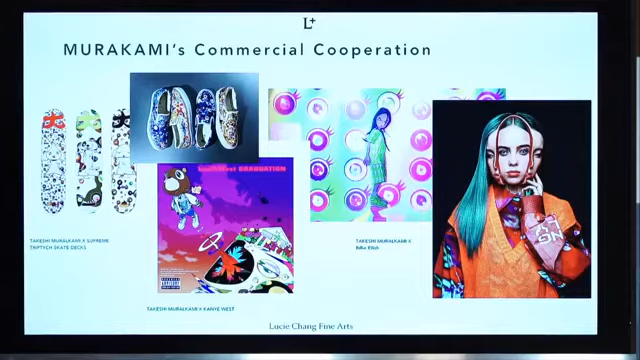 L+
MURAKAMI's Commercial Cooperation
GRADUATION
TAKESHI MURALKAMI X SUPREME
TRIPTYCH SKATE DECKS
TAKESHI MURALKAMI X
Billie Eilish
TAKESHI MURALKAMI X KANYE WEST
Lucie Chang Fine Arts